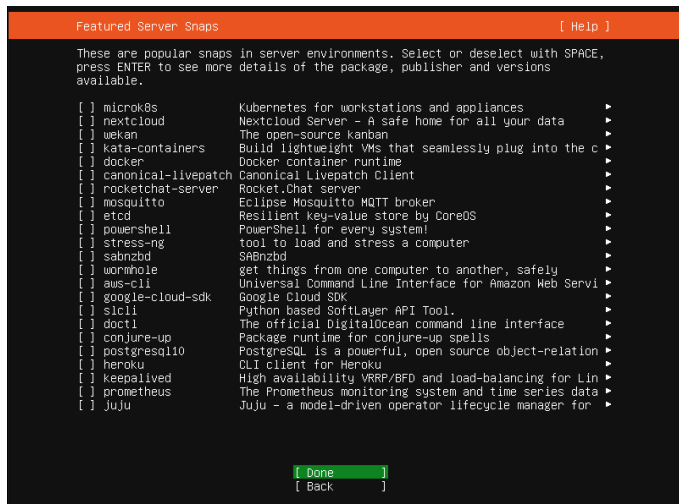 Featured Server Snaps [ Help ]
These are popular snaps in server environments. Select or deselect with SPACE,
press ENTER to see more details of the package, publisher and versions
available.
[ ] microk8s Kubernetes for workstations and appliances ▸
[ ] nextcloud Nextcloud Server - A safe home for all your data ▸
[ ] wekan The open-source kanban ▸
[ ] kata-containers Build lightweight VMs that seamlessly plug into the c ▸
[ ] docker Docker container runtime ▸
[ ] canonical-livepatch Canonical Livepatch Client ▸
[ ] rocketchat-server Rocket.Chat server ▸
[ ] mosquitto Eclipse Mosquitto MQTT broker ▸
[ ] etcd Resilient key-value store by CoreOS ▸
[ ] powershell PowerShell for every system! ▸
[ ] stress-ng tool to load and stress a computer ▸
[ ] sabnzbd SABnzbd ▸
[ ] wormhole get things from one computer to another, safely ▸
[ ] aws-cli Universal Command Line Interface for Amazon Web Servi ▸
[ ] google-cloud-sdk Google Cloud SDK ▸
[ ] slcli Python based SoftLayer API Tool. ▸
[ ] doctl The official DigitalOcean command line interface ▸
[ ] conjure-up Package runtime for conjure-up spells ▸
[ ] postgresql10 PostgreSQL is a powerful, open source object-relation ▸
[ ] heroku CLI client for Heroku ▸
[ ] keepalived High availability VRRP/BFD and load-balancing for Lin ▸
[ ] prometheus The Prometheus monitoring system and time series data ▸
[ ] juju Juju - a model-driven operator lifecycle manager for ▸
[ Done ]
[ Back ]